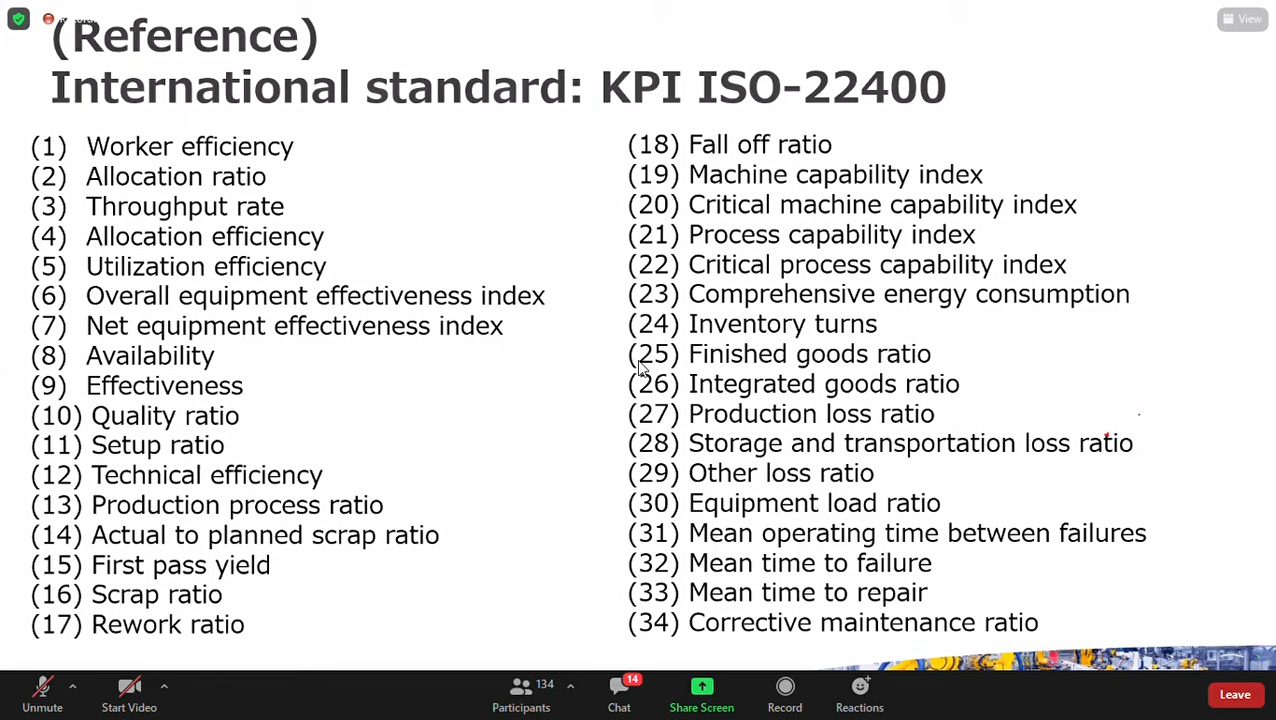 (Reference)
International standard: KPI ISO-22400
View
(1) Worker efficiency
(2) Allocation ratio
(3) Throughput rate
(4) Allocation efficiency
(5) Utilization efficiency
(6) Overall equipment effectiveness index
(7) Net equipment effectiveness index
(8) Availability
(9) Effectiveness
(10) Quality ratio
(11) Setup ratio
(12) Technical efficiency
(13) Production process ratio
(14) Actual to planned scrap ratio
(15) First pass yield
(16) Scrap ratio
(17) Rework ratio
(18) Fall off ratio
(19) Machine capability index
(20) Critical machine capability index
(21) Process capability index
(22) Critical process capability index
(23) Comprehensive energy consumption
(24) Inventory turns
(25) Finished goods ratio
(26) Integrated goods ratio
(27) Production loss ratio
(28) Storage and transportation loss ratio
(29) Other loss ratio
(30) Equipment load ratio
(31) Mean operating time between failures
(32) Mean time to failure
(33) Mean time to repair
(34) Corrective maintenance ratio
Unmute
Start Video
134
Participants
14
Chat
Share Screen
Record
Reactions
Leave